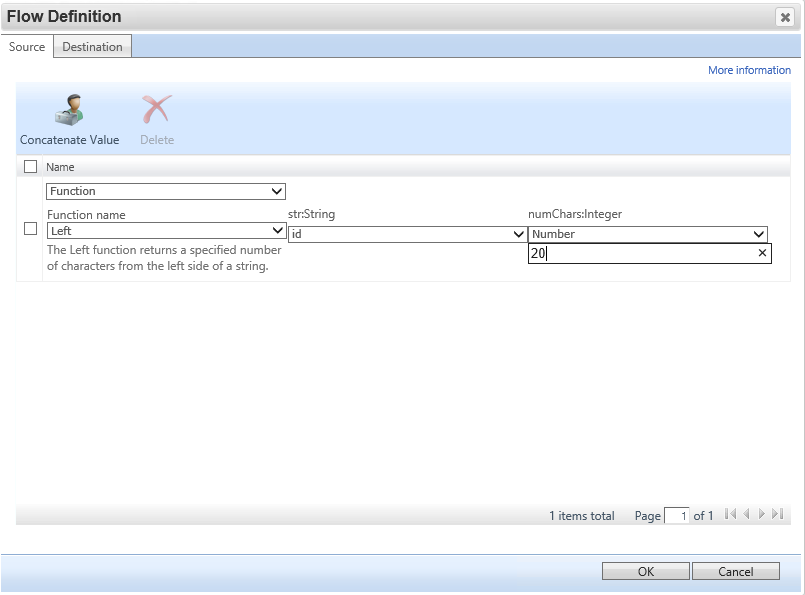 Flow Definition
Source
Destination
More information
Concatenate Value
Delete
Name
Function
Function name
str:String
numChars:Integer
Left
id
Number
The Left function returns a specified number
of characters from the left side of a string.
20
1 items total
Page 1 of 1
OK
Cancel